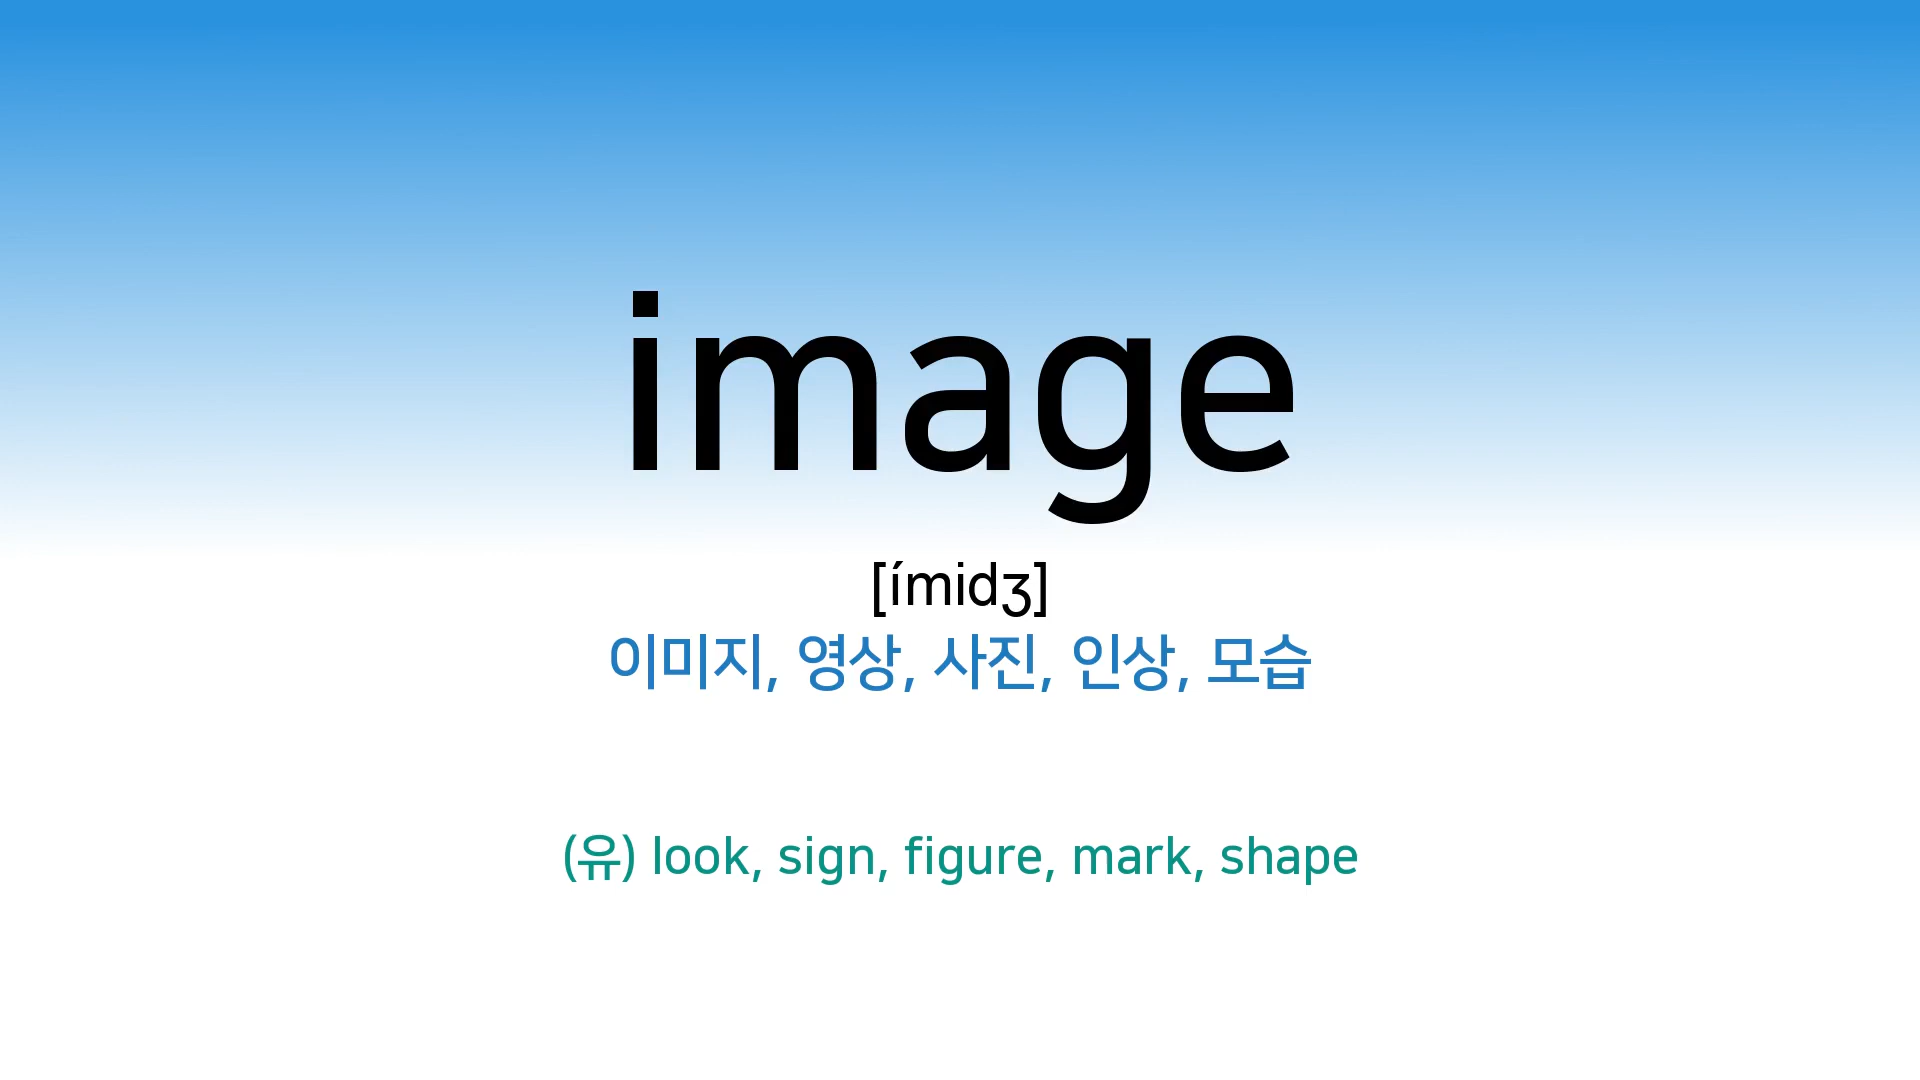 image
[ímidʒ]
이미지, 영상, 사진, 인상, 모습
(유) look, sign, figure, mark, shape